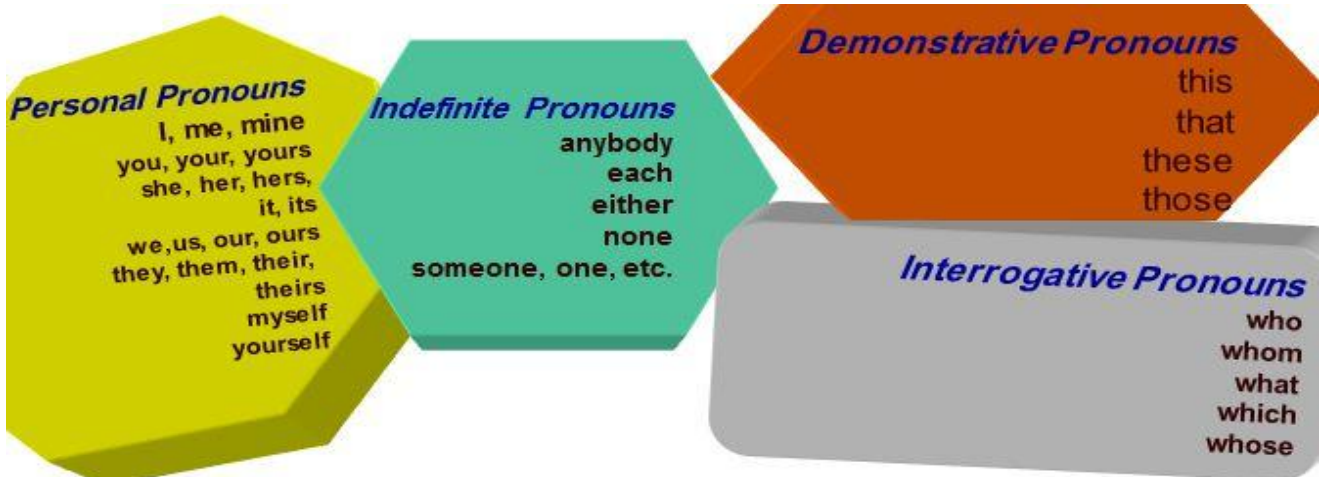 Personal Pronouns
I, me, mine
you, your, yours
she, her, hers,
it, its
we,us, our, ours
they, them, their,
theirs
myself
yourself
Indefinite Pronouns
anybody
each
either
none
someone, one, etc.
Demonstrative Pronouns
this
that
these
those
Interrogative Pronouns
who
whom
what
which
whose